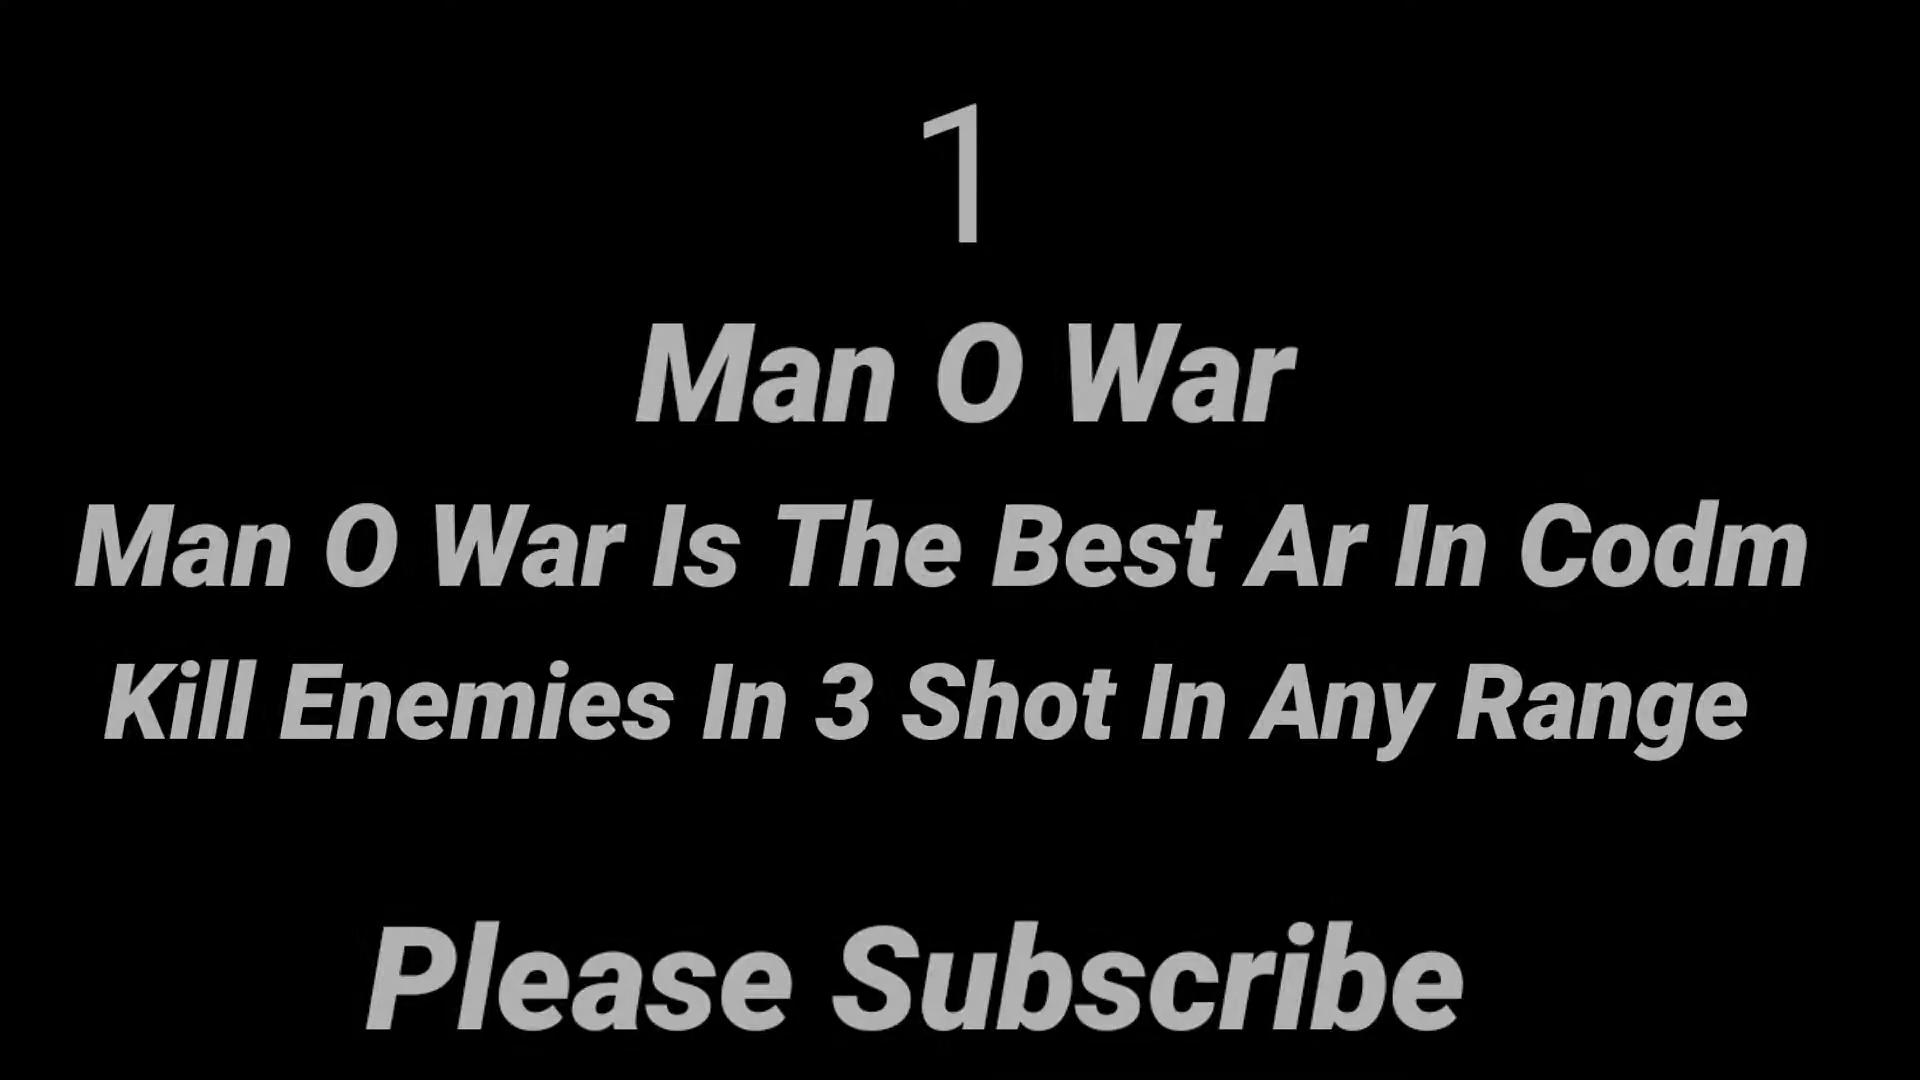 1
Man O War
Man O War Is The Best Ar In Codm
Kill Enemies In 3 Shot In Any Range
Please Subscribe